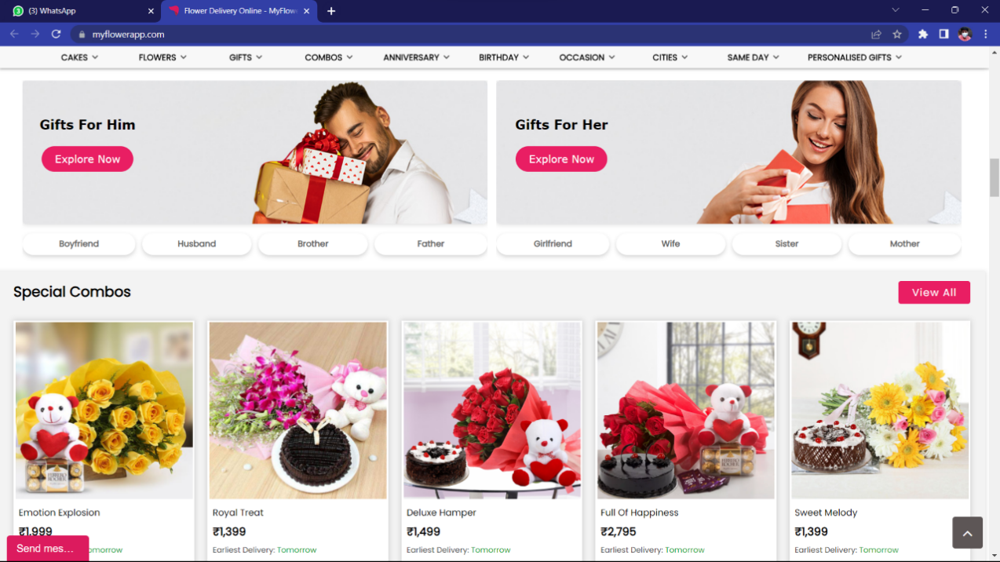 (3) WhatsApp
Flower Delivery Online - MyFlowe
myflowerapp.com
CAKES FLOWERS GIFTS COMBOS ANNIVERSARY BIRTHDAY OCCASION CITIES SAME DAY PERSONALISED GIFTS
Gifts For Him
Explore Now
Gifts For Her
Explore Now
Boyfriend Husband Brother Father Girlfriend Wife Sister Mother
Special Combos
View All
Emotion Explosion
₹1,999
omorrow
Royal Treat
₹1,399
Earliest Delivery: Tomorrow
Deluxe Hamper
₹1,499
Earliest Delivery: Tomorrow
Full Of Happiness
₹2,795
Earliest Delivery: Tomorrow
Sweet Melody
₹1,399
Earliest Delivery: Tomorrow
Send mes...